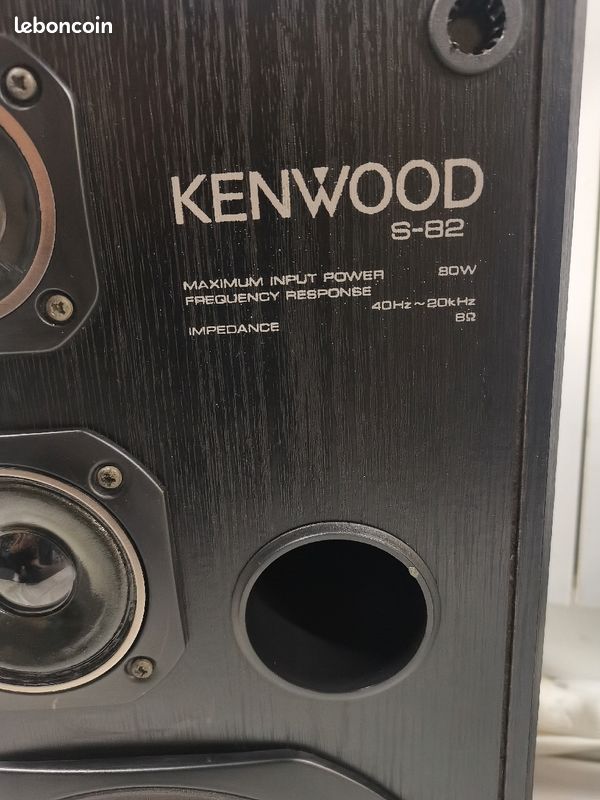 leboncoin
KENWOOD
S-82
MAXIMUM INPUT POWER 80W
FREQUENCY RESPONSE 40Hz~20kHz
IMPEDANCE 8Ω